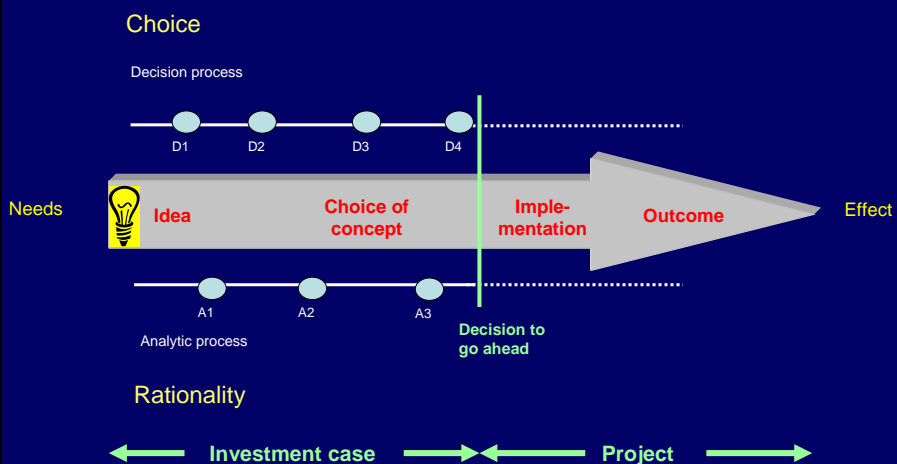 Choice
Decision process
D1 D2 D3 D4
Needs
Idea
Choice of
concept
Imple-
mentation
Outcome
Effect
A1 A2 A3
Analytic process
Decision to
go ahead
Rationality
Investment case
Project